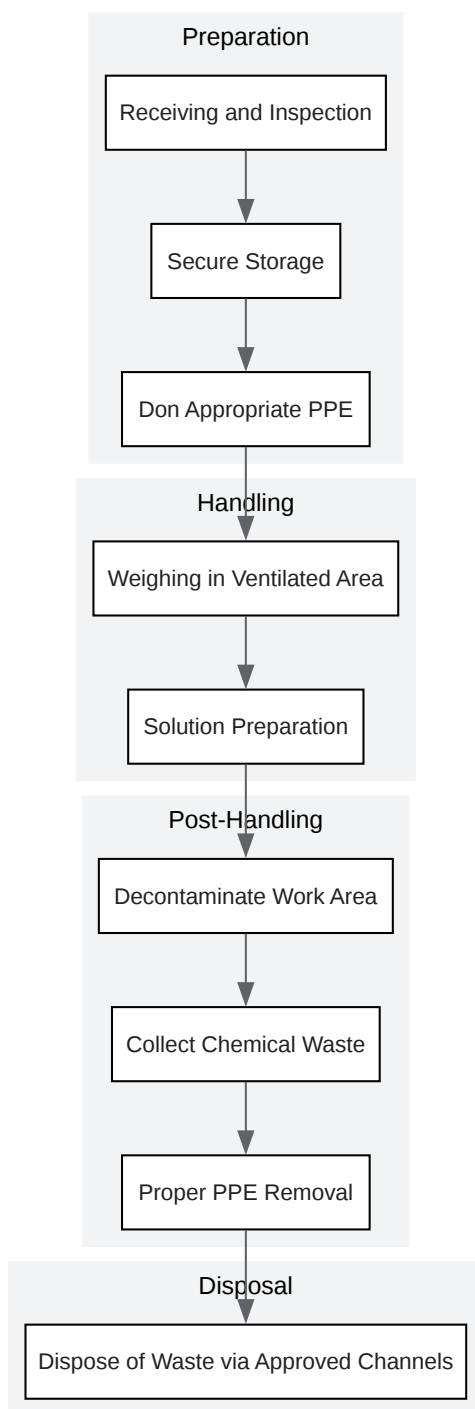 Preparation
Receiving and Inspection
Secure Storage
Don Appropriate PPE
Handling
Weighing in Ventilated Area
Solution Preparation
Post-Handling
Decontaminate Work Area
Collect Chemical Waste
Proper PPE Removal
Disposal
Dispose of Waste via Approved Channels